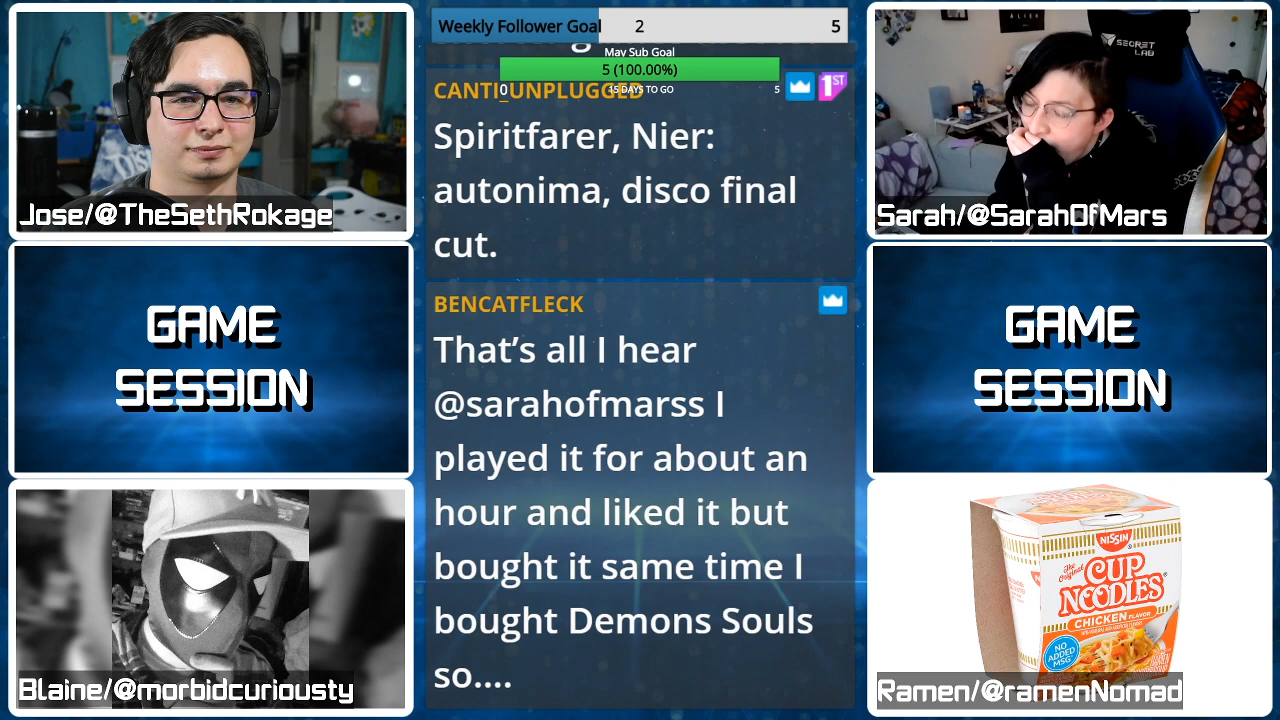 Weekly Follower Goal 2 5
May Sub Goal
5 (100.00%)
0 15 DAYS TO GO 5
CANTI_UNPLUGGED 1ST
Spiritfarer, Nier:
autonima, disco final
cut.
BENCATFLECK
That’s all I hear
@sarahofmarss I
played it for about an
hour and liked it but
bought it same time I
bought Demons Souls
so....
Jose/@TheSethRokage
GAME
SESSION
Blaine/@morbidcuriousty
ALIEN
SECRET
LAB
Sarah/@SarahOfMars
GAME
SESSION
NISSIN
The Original
CUP
NOODLES
CHICKEN FLAVOR
NO
ADDED
MSG
Ramen/@ramenNomad